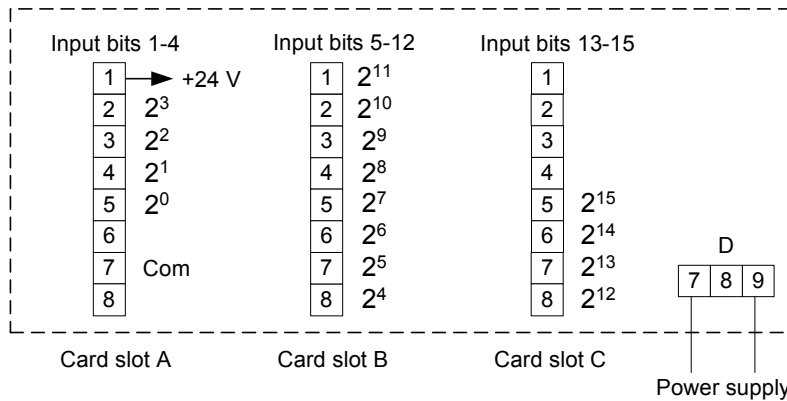 Input bits 1-4 Input bits 5-12 Input bits 13-15
1 +24 V 1 2¹¹ 1
2 2³ 2 2¹⁰ 2
3 2² 3 2⁹ 3
4 2¹ 4 2⁸ 4
5 2⁰ 5 2⁷ 5 2¹⁵
6 6 2⁶ 6 2¹⁴
D
7 Com 7 2⁵ 7 2¹³ 7 8 9
8 8 2⁴ 8 2¹²
Card slot A Card slot B Card slot C
Power supply